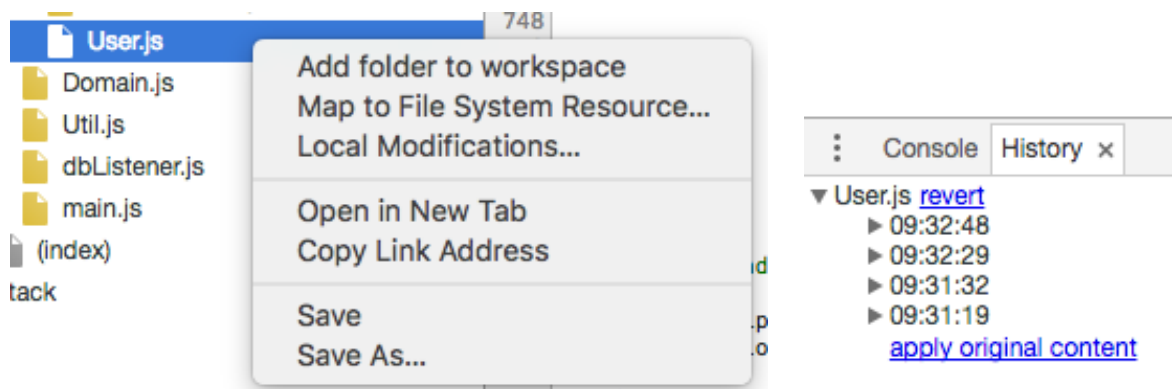 748
User.js
Domain.js
Util.js
dbListener.js
main.js
(index)
tack
Add folder to workspace
Map to File System Resource...
Local Modifications...
Open in New Tab
Copy Link Address
Save
Save As...
d
.p
.o
Console
History ×
User.js revert
09:32:48
09:32:29
09:31:32
09:31:19
apply original content